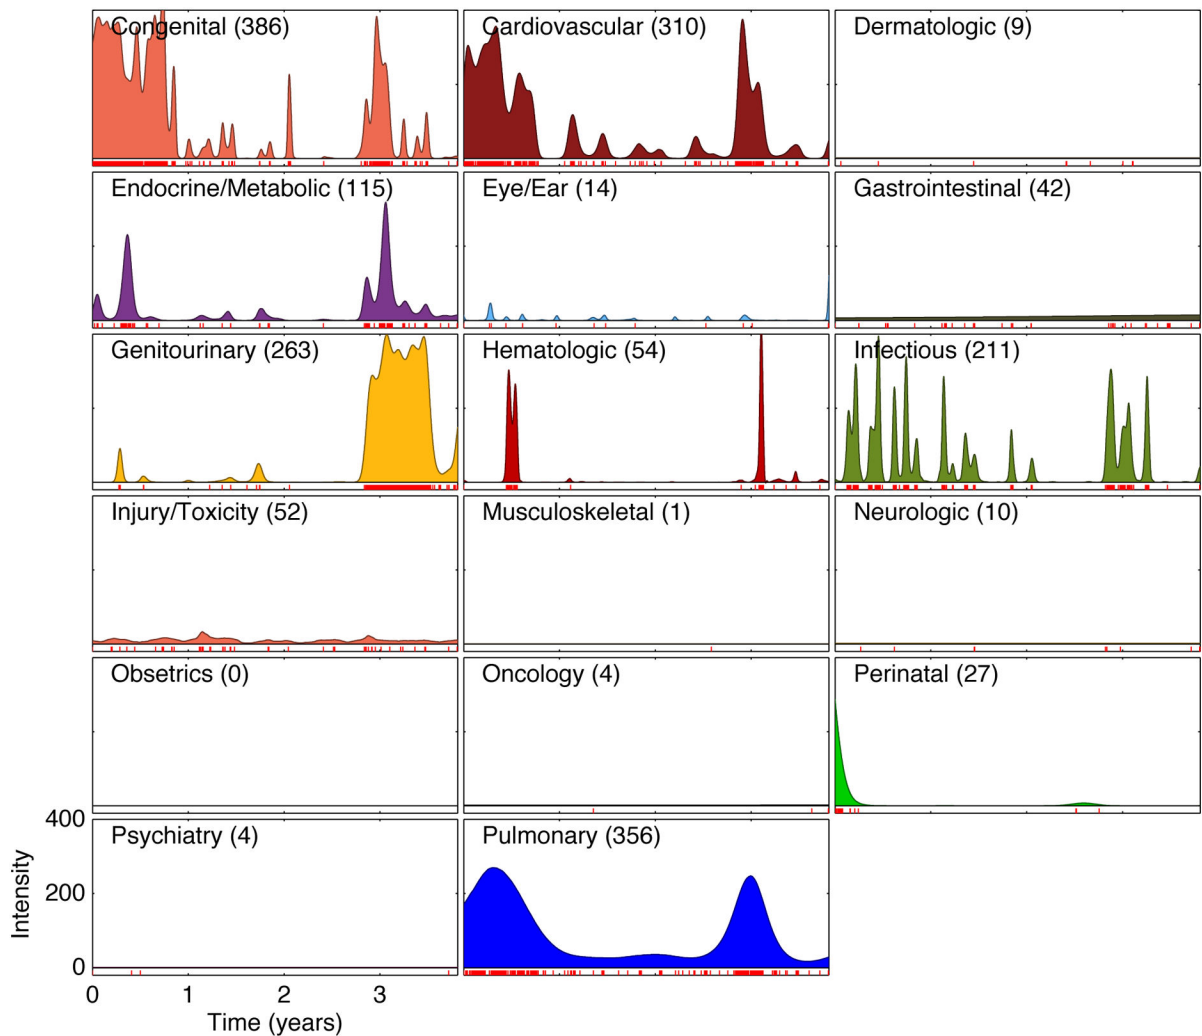 Congenital (386)
Cardiovascular (310)
Dermatologic (9)
Endocrine/Metabolic (115)
Eye/Ear (14)
Gastrointestinal (42)
Genitourinary (263)
Hematologic (54)
Infectious (211)
Injury/Toxicity (52)
Musculoskeletal (1)
Neurologic (10)
Obsetrics (0)
Oncology (4)
Perinatal (27)
Psychiatry (4)
Pulmonary (356)
400
200
0
Intensity
0 1 2 3
Time (years)